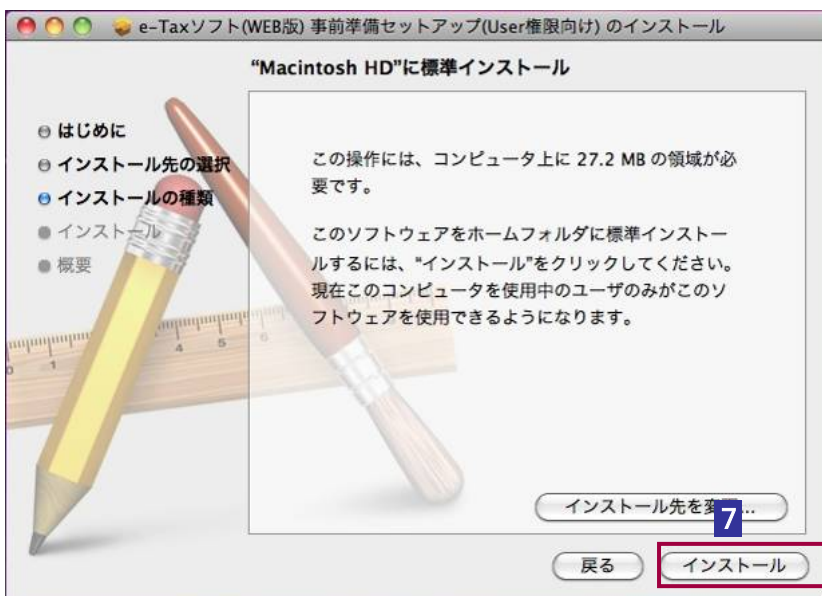 e-Taxソフト(WEB版) 事前準備セットアップ(User権限向け) のインストール
"Macintosh HD"に標準インストール
はじめに
インストール先の選択
インストールの種類
インストール
概要
この操作には、コンピュータ上に 27.2 MB の領域が必
要です。
このソフトウェアをホームフォルダに標準インストー
ルするには、"インストール"をクリックしてください。
現在このコンピュータを使用中のユーザのみがこのソ
フトウェアを使用できるようになります。
0 1 4 5 6
インストール先を変...
7
戻る
インストール